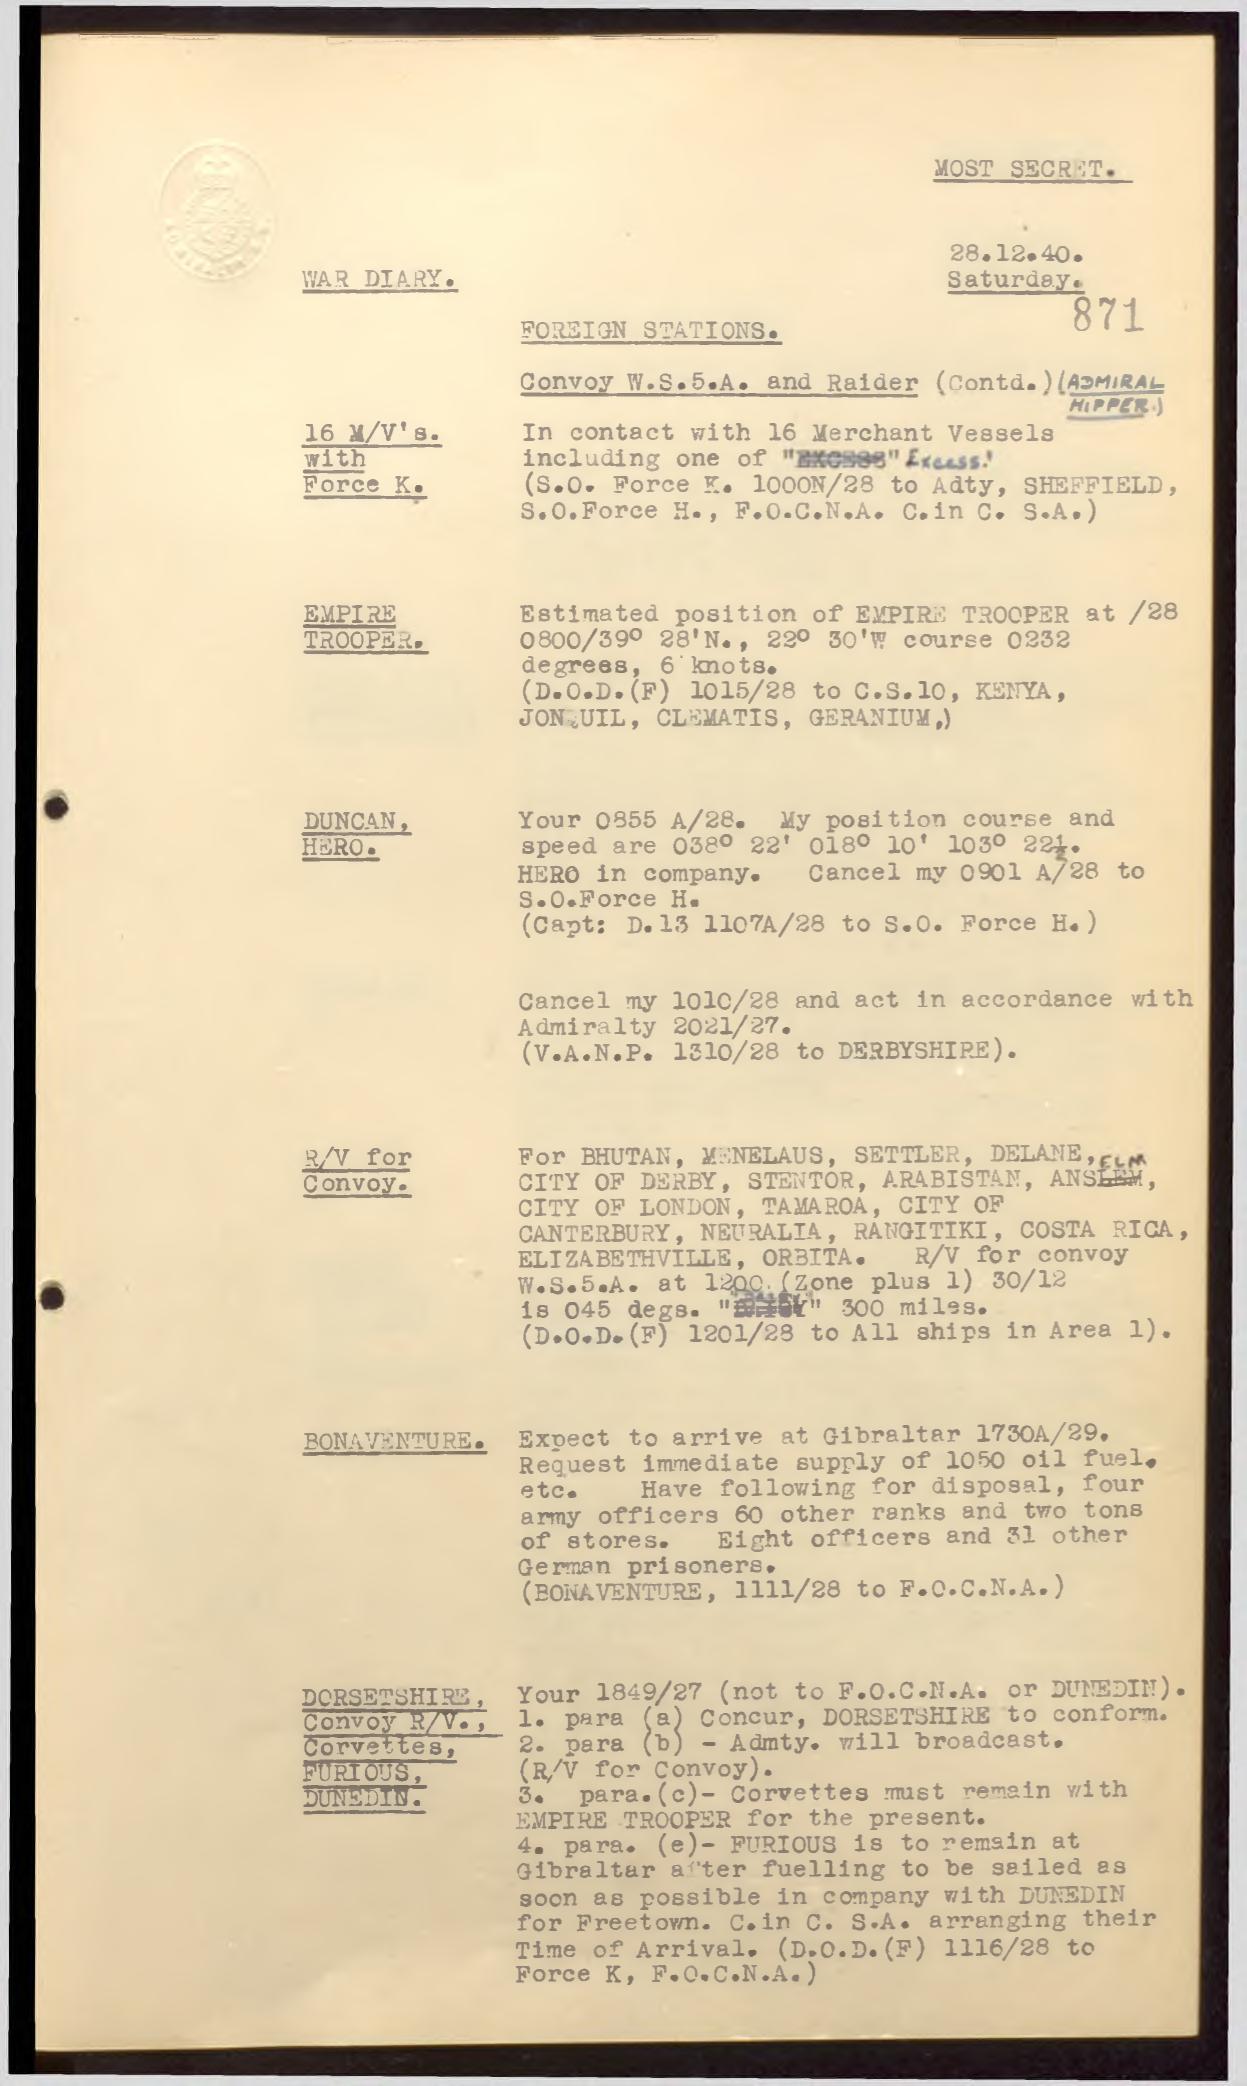 MOST SECRET.
28.12.40.
WAR DIARY.
Saturday.
871
FOREIGN STATIONS.
Convoy W.S.5.A. and Raider (Contd.) (ADMIRAL
HIPPER.)
16 M/V's.
with
Force K.
In contact with 16 Merchant Vessels
including one of "EXCESS" Excess.'
(S.O. Force K. 1000N/28 to Adty, SHEFFIELD,
S.O.Force H., F.O.C.N.A. C.in C. S.A.)
EMPIRE
TROOPER.
Estimated position of EMPIRE TROOPER at /28
0800/39° 28'N., 22° 30'W course 0232
degrees, 6 knots.
(D.O.D.(F) 1015/28 to C.S.10, KENYA,
JONQUIL, CLEMATIS, GERANIUM,)
DUNCAN,
HERO.
Your 0855 A/28. My position course and
speed are 038° 22' 018° 10' 103° 22½.
HERO in company. Cancel my 0901 A/28 to
S.O.Force H.
(Capt: D.13 1107A/28 to S.O. Force H.)
Cancel my 1010/28 and act in accordance with
Admiralty 2021/27.
(V.A.N.P. 1310/28 to DERBYSHIRE).
R/V for
Convoy.
For BHUTAN, MENELAUS, SETTLER, DELANE,
CITY OF DERBY, STENTOR, ARABISTAN, ANSLEM ELM,
CITY OF LONDON, TAMAROA, CITY OF
CANTERBURY, NEURALIA, RANGITIKI, COSTA RICA,
ELIZABETHVILLE, ORBITA. R/V for convoy
W.S.5.A. at 1200 (Zone plus 1) 30/12
is 045 degs. "" 300 miles.
(D.O.D.(F) 1201/28 to All ships in Area 1).
BONAVENTURE.
Expect to arrive at Gibraltar 1730A/29.
Request immediate supply of 1050 oil fuel.
etc. Have following for disposal, four
army officers 60 other ranks and two tons
of stores. Eight officers and 31 other
German prisoners.
(BONAVENTURE, 1111/28 to F.O.C.N.A.)
DORSETSHIRE,
Convoy R/V.,
Corvettes,
FURIOUS,
DUNEDIN.
Your 1849/27 (not to F.O.C.N.A. or DUNEDIN).
1. para (a) Concur, DORSETSHIRE to conform.
2. para (b) - Admty. will broadcast.
(R/V for Convoy).
3. para.(c)- Corvettes must remain with
EMPIRE TROOPER for the present.
4. para. (e)- FURIOUS is to remain at
Gibraltar after fuelling to be sailed as
soon as possible in company with DUNEDIN
for Freetown. C.in C. S.A. arranging their
Time of Arrival. (D.O.D.(F) 1116/28 to
Force K, F.O.C.N.A.)